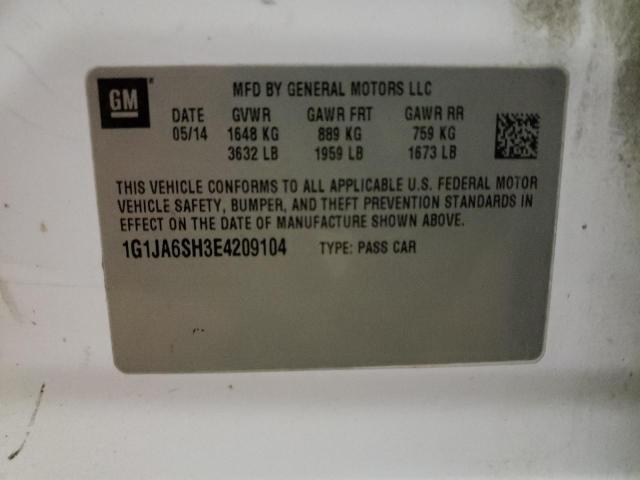 GM
MFD BY GENERAL MOTORS LLC
DATE GVWR GAWR FRT GAWR RR
05/14 1648 KG 889 KG 759 KG
3632 LB 1959 LB 1673 LB
THIS VEHICLE CONFORMS TO ALL APPLICABLE U.S. FEDERAL MOTOR
VEHICLE SAFETY, BUMPER, AND THEFT PREVENTION STANDARDS IN
EFFECT ON THE DATE OF MANUFACTURE SHOWN ABOVE.
1G1JA6SH3E4209104 TYPE: PASS CAR